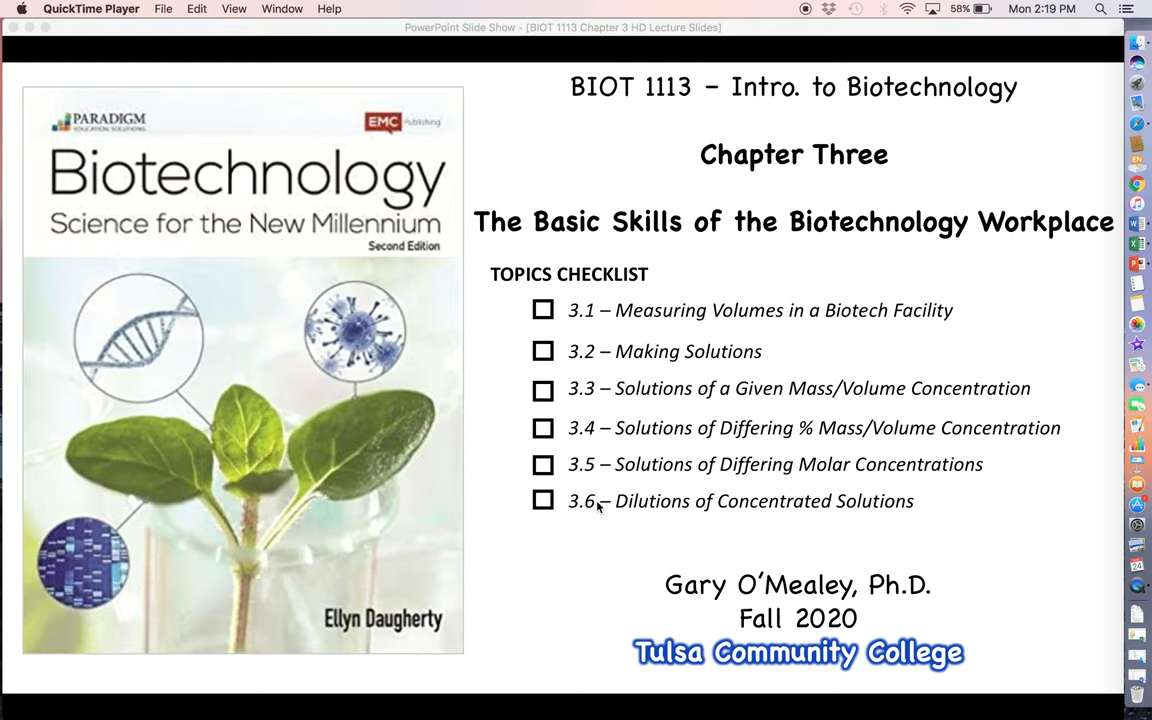 QuickTime Player File Edit View Window Help 58% Mon 2:19 PM
PowerPoint Slide Show - [BIOT 1113 Chapter 3 HD Lecture Slides]
PARADIGM
EDUCATION SOLUTIONS
EMC Publishing
Biotechnology
Science for the New Millennium
Second Edition
Ellyn Daugherty
BIOT 1113 – Intro. to Biotechnology
Chapter Three
The Basic Skills of the Biotechnology Workplace
TOPICS CHECKLIST
3.1 – Measuring Volumes in a Biotech Facility
3.2 – Making Solutions
3.3 – Solutions of a Given Mass/Volume Concentration
3.4 – Solutions of Differing % Mass/Volume Concentration
3.5 – Solutions of Differing Molar Concentrations
3.6 – Dilutions of Concentrated Solutions
Gary O'Mealey, Ph.D.
Fall 2020
Tulsa Community College